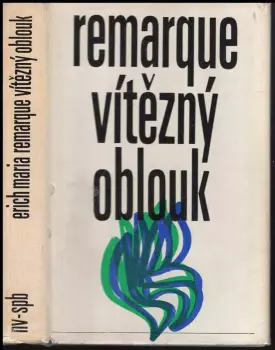 erich maria remarque vítězný oblouk
nv-spb
remarque
vítězný
oblouk